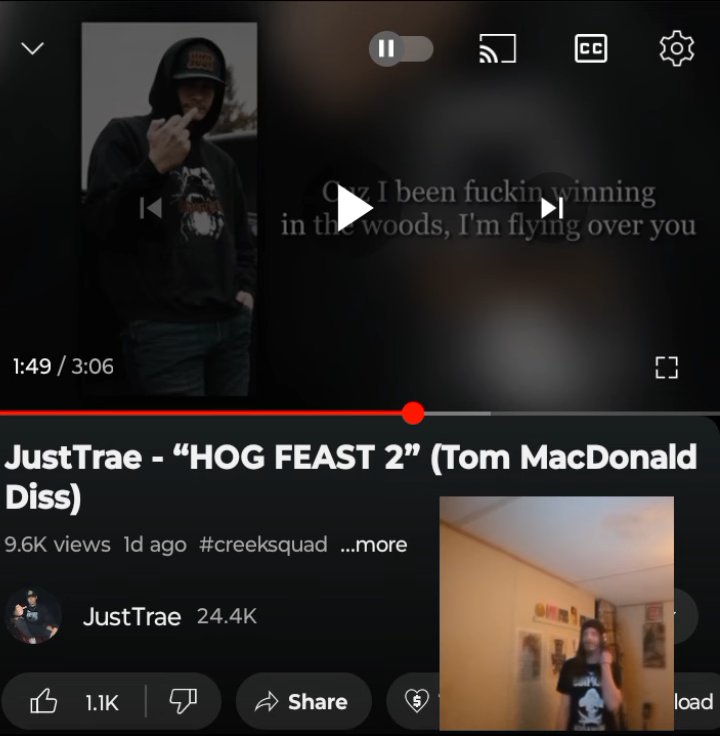 CC
Cuz I been fuckin winning
in the woods, I'm flying over you
1:49 / 3:06
JustTrae - “HOG FEAST 2” (Tom MacDonald
Diss)
9.6K views 1d ago #creeksquad ...more
JustTrae 24.4K
1.1K Share load